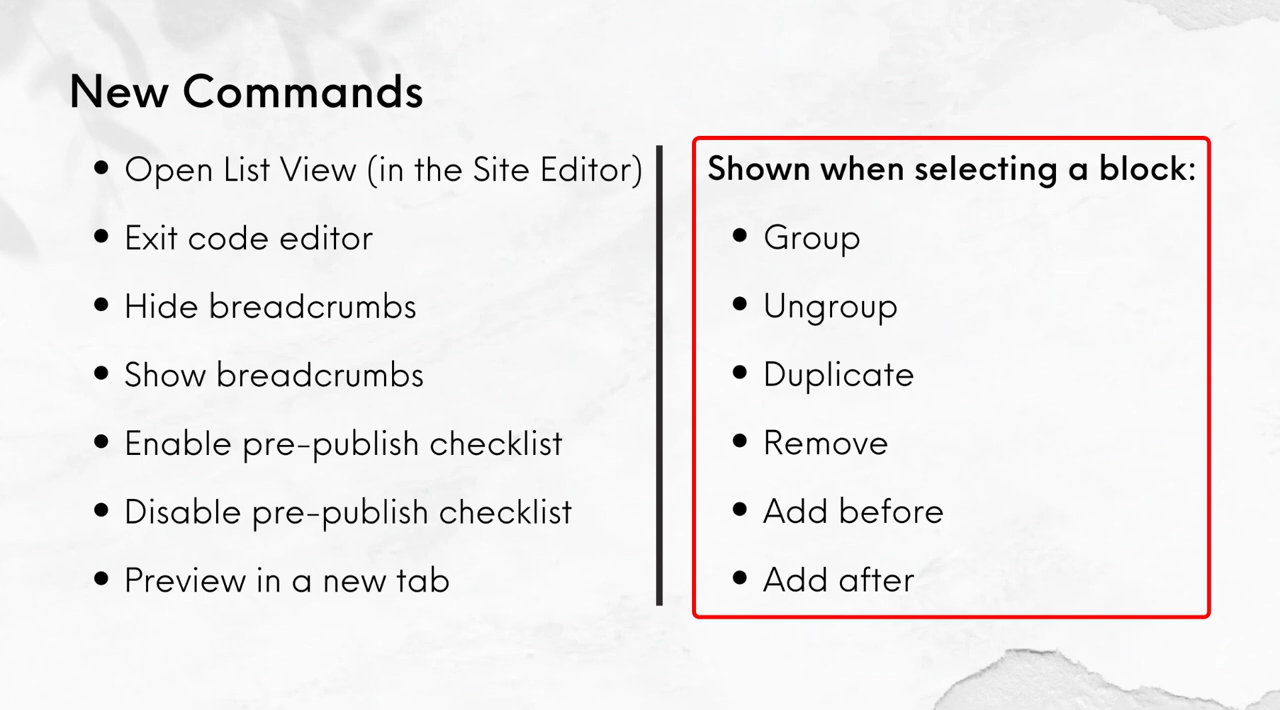 New Commands
• Open List View (in the Site Editor)
• Exit code editor
• Hide breadcrumbs
• Show breadcrumbs
• Enable pre-publish checklist
• Disable pre-publish checklist
• Preview in a new tab
Shown when selecting a block:
• Group
• Ungroup
• Duplicate
• Remove
• Add before
• Add after